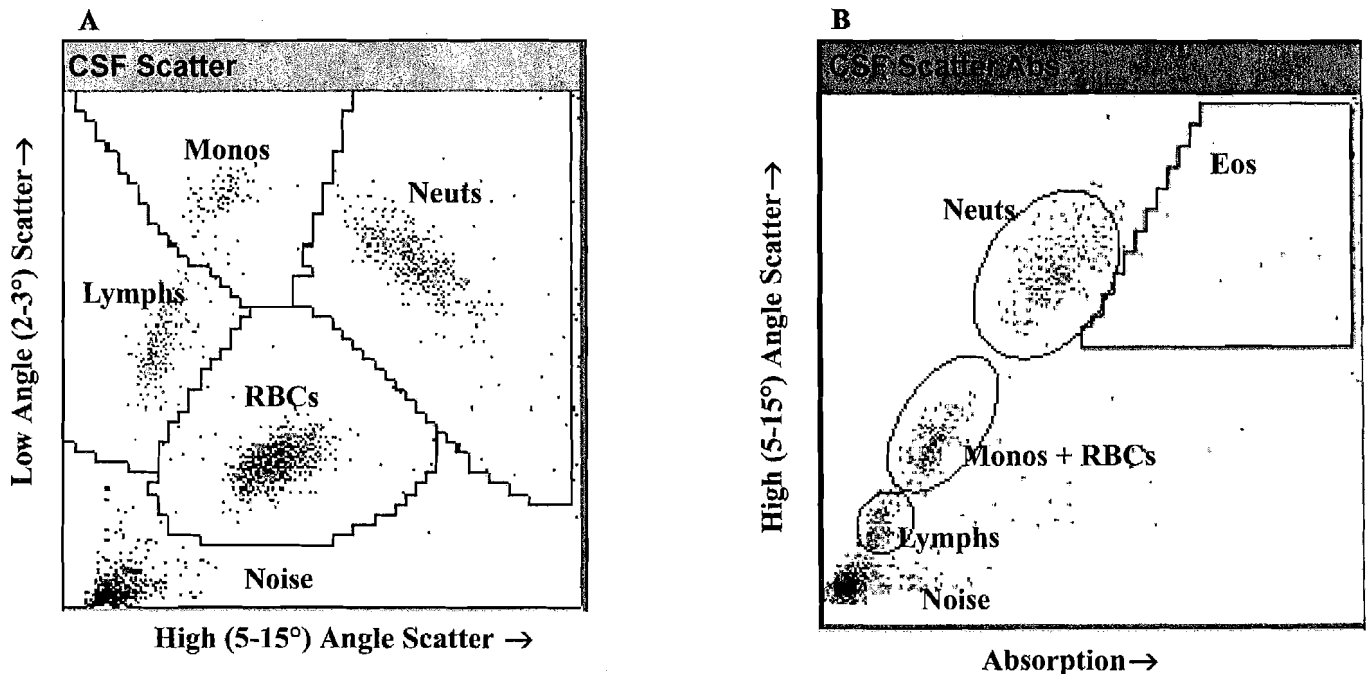 A
CSF Scatter
Monos
Neuts
Lymphs
RBCs
Noise
Low Angle (2-3°) Scatter→
High (5-15°) Angle Scatter →
B
CSF Scatter Abs
Eos
Neuts
Monos + RBCs
Lymphs
Noise
High (5-15°) Angle Scatter→
Absorption→